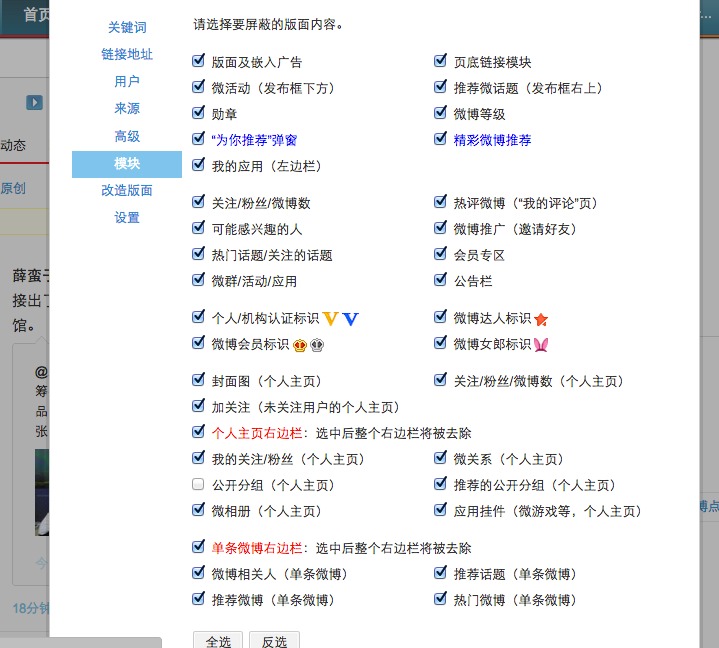 首页
动态
原创
薛蛮子
接出了
馆。
@
筹
品
张
今
18分钟
关键词
链接地址
用户
来源
高级
模块
改造版面
设置
请选择要屏蔽的版面内容。
版面及嵌入广告 页底链接模块
微活动（发布框下方） 推荐微话题（发布框右上）
勋章 微博等级
“为你推荐”弹窗 精彩微博推荐
我的应用（左边栏）
关注/粉丝/微博数 热评微博（“我的评论”页）
可能感兴趣的人 微博推广（邀请好友）
热门话题/关注的话题 会员专区
微群/活动/应用 公告栏
个人/机构认证标识 V V 微博达人标识
微博会员标识 微博女郎标识
封面图（个人主页） 关注/粉丝/微博数（个人主页）
加关注（未关注用户的个人主页）
个人主页右边栏：选中后整个右边栏将被去除
我的关注/粉丝（个人主页） 微关系（个人主页）
公开分组（个人主页） 推荐的公开分组（个人主页）
微相册（个人主页） 应用挂件（微游戏等，个人主页）
单条微博右边栏：选中后整个右边栏将被去除
微博相关人（单条微博） 推荐话题（单条微博）
推荐微博（单条微博） 热门微博（单条微博）
全选 反选
博点